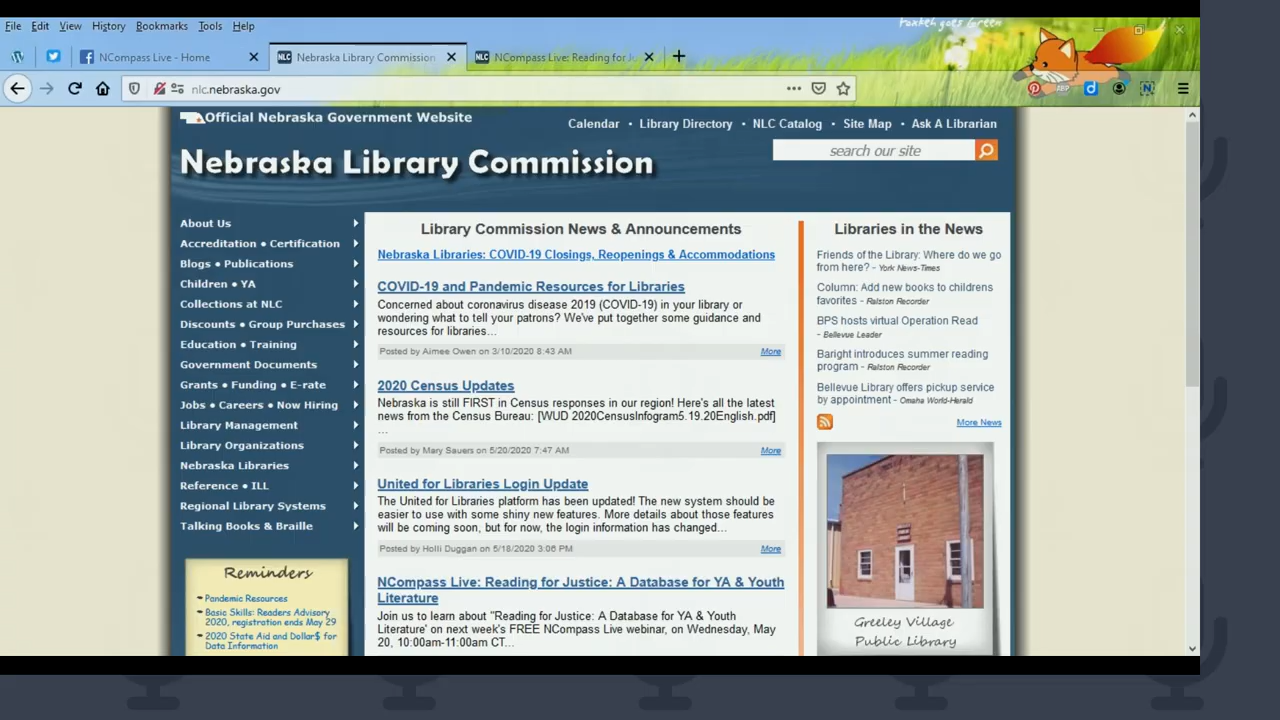 foxkeh goes Green
File Edit View History Bookmarks Tools Help
NCompass Live - Home
Nebraska Library Commission
NCompass Live: Reading for Ju
nlc.nebraska.gov
ABP
Official Nebraska Government Website
Calendar • Library Directory • NLC Catalog • Site Map • Ask A Librarian
Nebraska Library Commission
search our site
About Us
Accreditation • Certification
Blogs • Publications
Children • YA
Collections at NLC
Discounts • Group Purchases
Education • Training
Government Documents
Grants • Funding • E-rate
Jobs • Careers • Now Hiring
Library Management
Library Organizations
Nebraska Libraries
Reference • ILL
Regional Library Systems
Talking Books & Braille
Reminders
Pandemic Resources
Basic Skills: Readers Advisory
2020, registration ends May 29
2020 State Aid and Dollar$ for
Data Information
Library Commission News & Announcements
Nebraska Libraries: COVID-19 Closings, Reopenings & Accommodations
COVID-19 and Pandemic Resources for Libraries
Concerned about coronavirus disease 2019 (COVID-19) in your library or
wondering what to tell your patrons? We've put together some guidance and
resources for libraries...
Posted by Aimee Owen on 3/10/2020 8:43 AM More
2020 Census Updates
Nebraska is still FIRST in Census responses in our region! Here's all the latest
news from the Census Bureau: [WUD 2020CensusInfogram5.19.20English.pdf]
...
Posted by Mary Sauers on 5/20/2020 7:47 AM More
United for Libraries Login Update
The United for Libraries platform has been updated! The new system should be
easier to use with some shiny new features. More details about those features
will be coming soon, but for now, the login information has changed...
Posted by Holli Duggan on 5/18/2020 3:06 PM More
NCompass Live: Reading for Justice: A Database for YA & Youth
Literature
Join us to learn about "Reading for Justice: A Database for YA & Youth
Literature' on next week's FREE NCompass Live webinar, on Wednesday, May
20, 10:00am-11:00am CT...
Libraries in the News
Friends of the Library: Where do we go
from here? - York News-Times
Column: Add new books to childrens
favorites - Ralston Recorder
BPS hosts virtual Operation Read
- Bellevue Leader
Baright introduces summer reading
program - Ralston Recorder
Bellevue Library offers pickup service
by appointment - Omaha World-Herald
More News
Greeley Village
Public Library